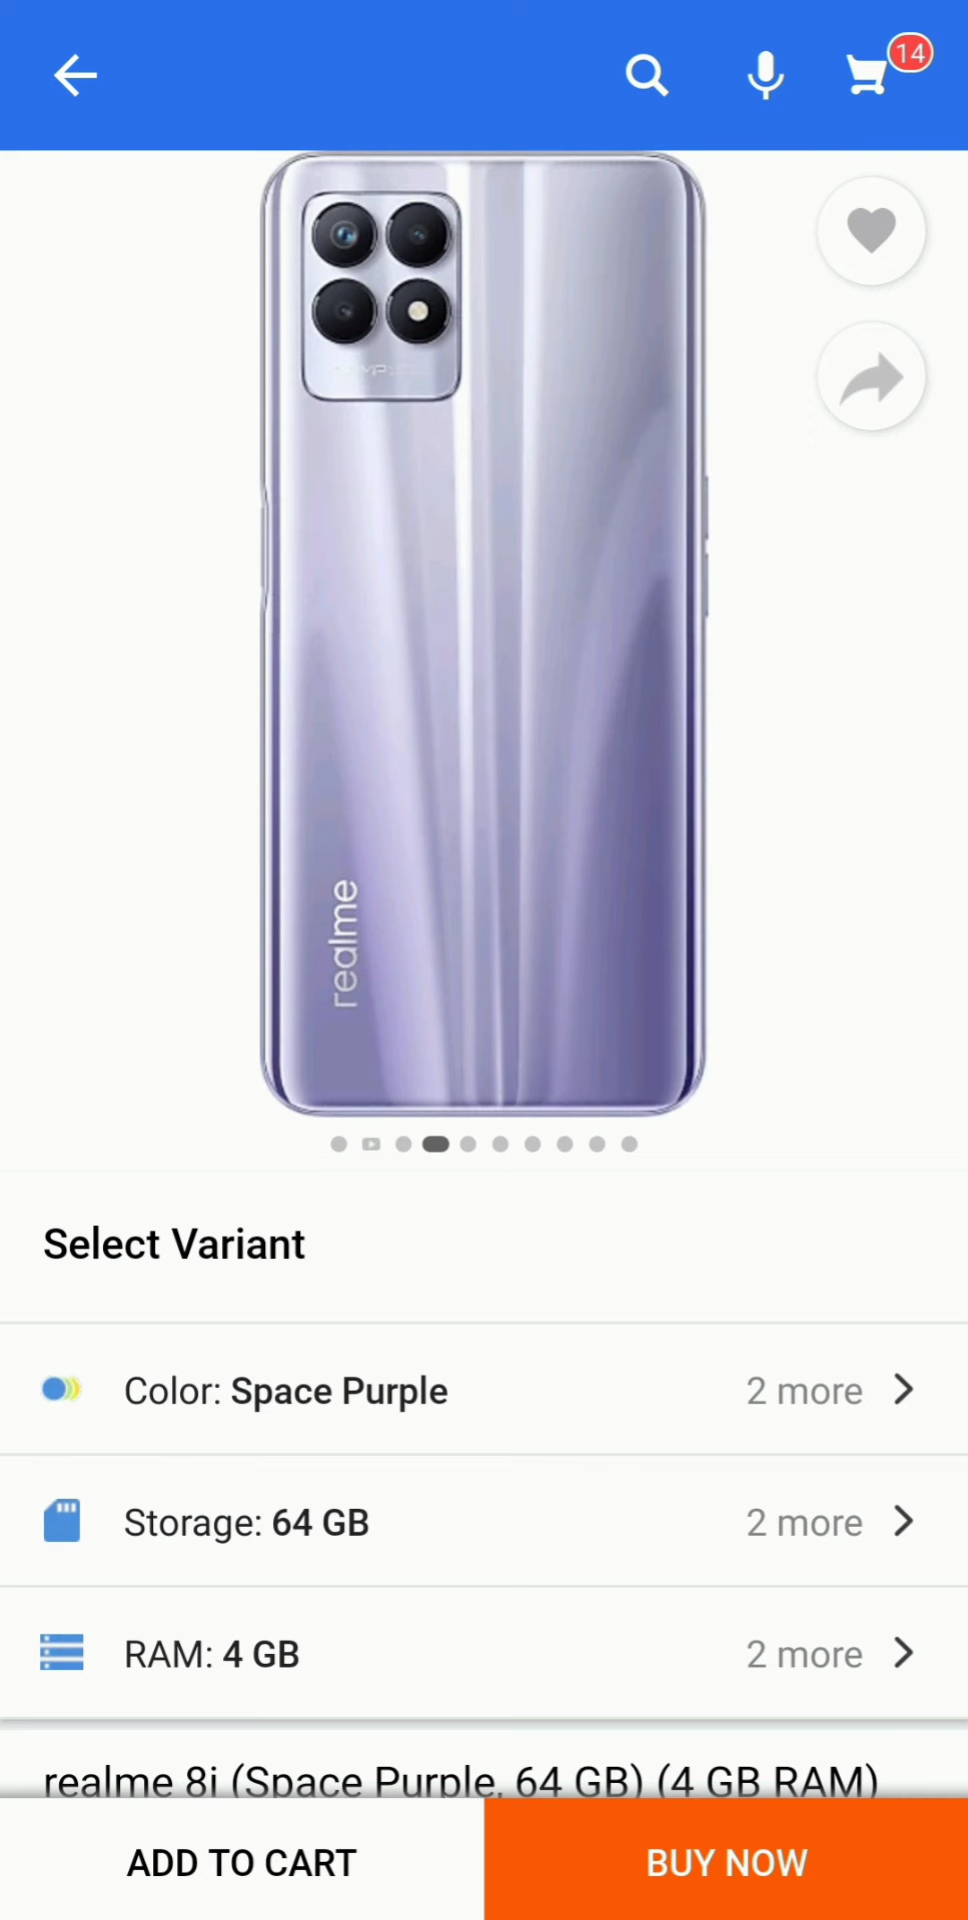 14
realme
Select Variant
Color: Space Purple 2 more
Storage: 64 GB 2 more
RAM: 4 GB 2 more
realme 8i (Space Purple, 64 GB) (4 GB RAM)
ADD TO CART BUY NOW